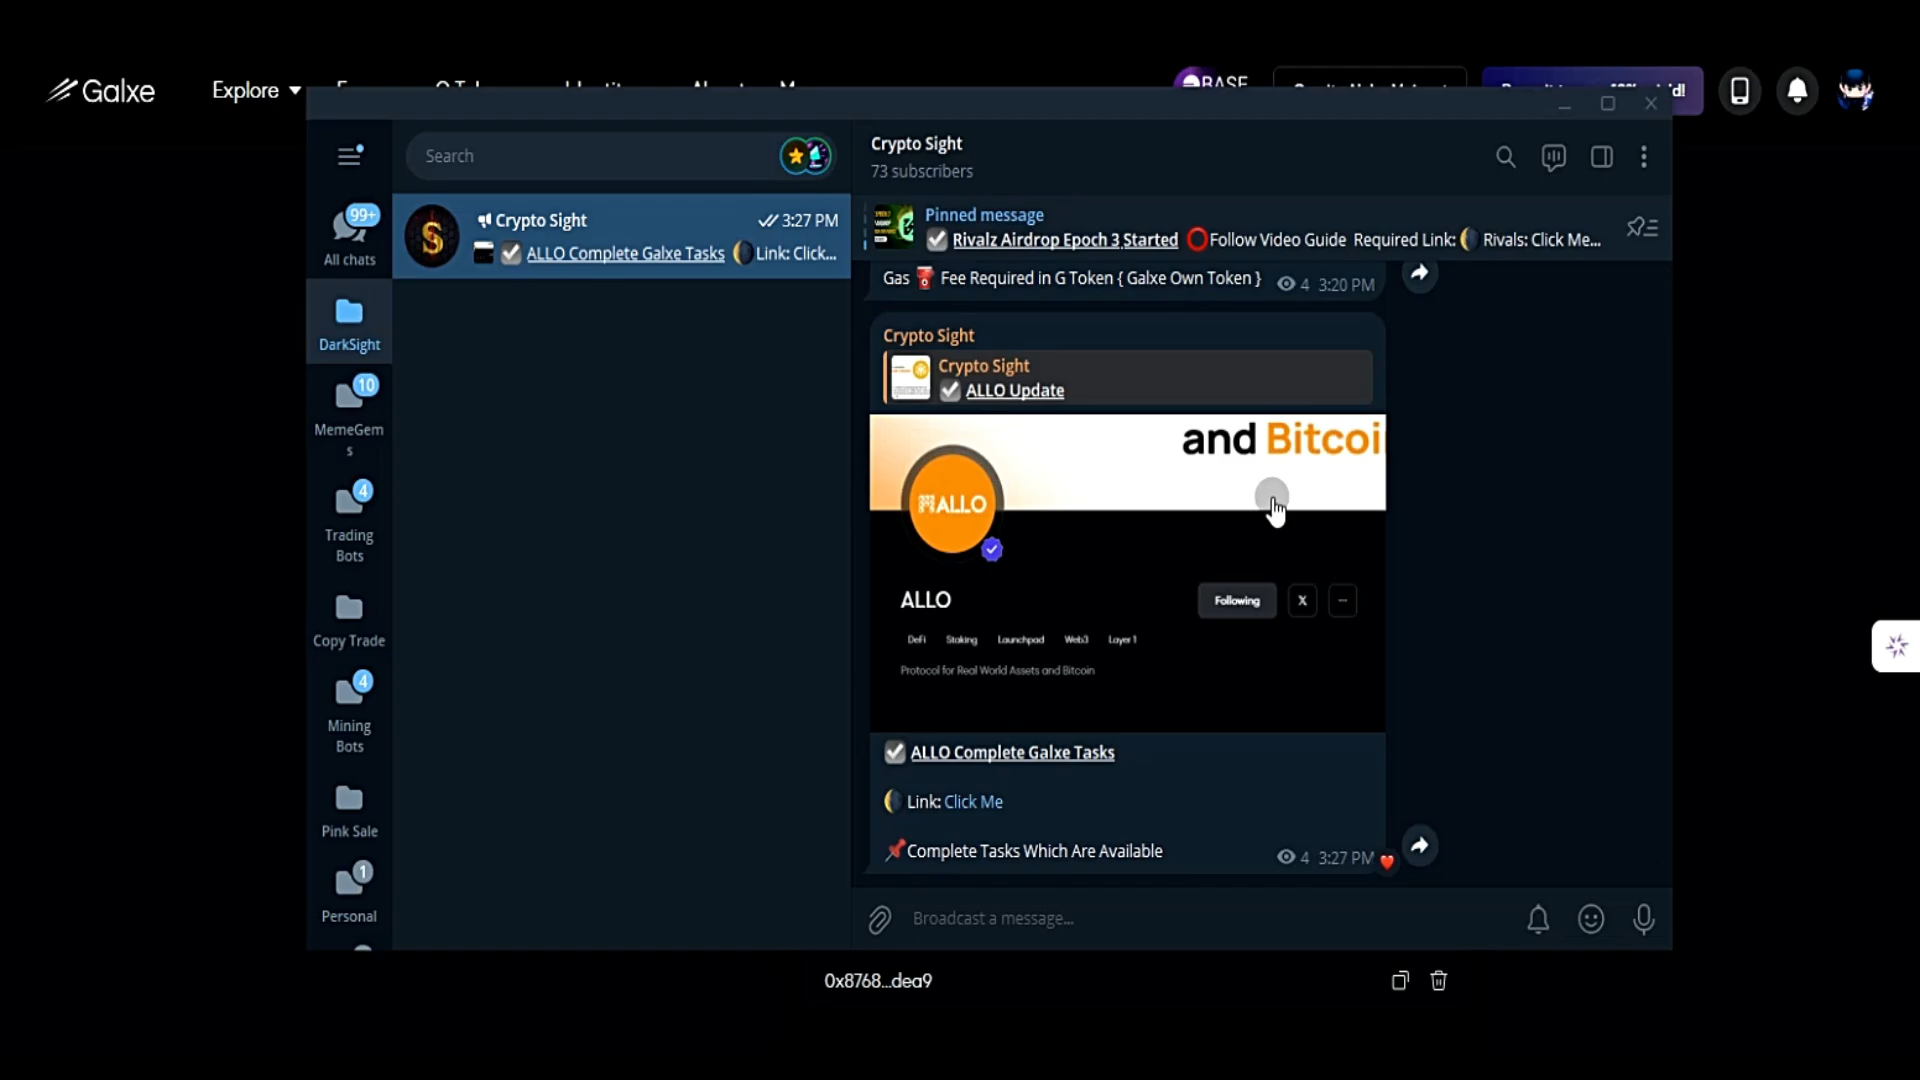 Galxe
Explore
BASE
Search
Crypto Sight
73 subscribers
99+
All chats
Crypto Sight
3:27 PM
ALLO Complete Galxe Tasks Link: Click...
Pinned message
Rivalz Airdrop Epoch 3 Started Follow Video Guide Required Link: Rivals: Click Me...
Gas Fee Required in G Token { Galxe Own Token }
4 3:20 PM
DarkSight
10
MemeGem
s
4
Trading
Bots
Copy Trade
4
Mining
Bots
Pink Sale
1
Personal
Crypto Sight
Crypto Sight
ALLO Update
and Bitcoi
ALLO
ALLO
Following
X
DeFi Staking Launchpad Web3 Layer 1
Protocol for Real World Assets and Bitcoin
ALLO Complete Galxe Tasks
Link: Click Me
Complete Tasks Which Are Available
4 3:27 PM
Broadcast a message...
0x8768...dea9